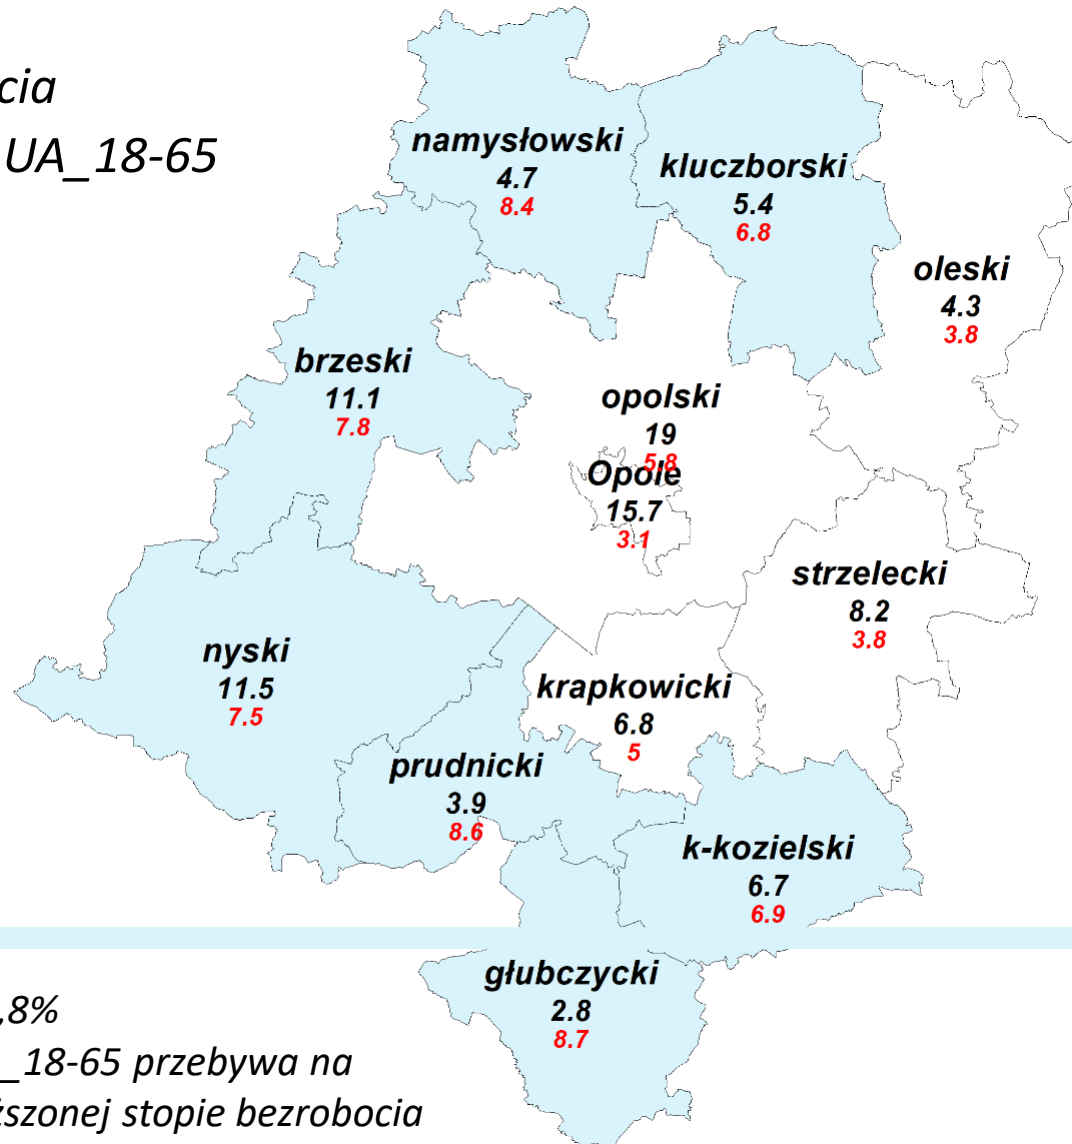 cia
UA_18-65
namysłowski
4.7
8.4
kluczborski
5.4
6.8
oleski
4.3
3.8
brzeski
11.1
7.8
opolski
19
5.8
Opole
15.7
3.1
strzelecki
8.2
3.8
nyski
11.5
7.5
krapkowicki
6.8
5
prudnicki
3.9
8.6
k-kozielski
6.7
6.9
głubczycki
2.8
8.7
,8%
_18-65 przebywa na
szonej stopie bezrobocia